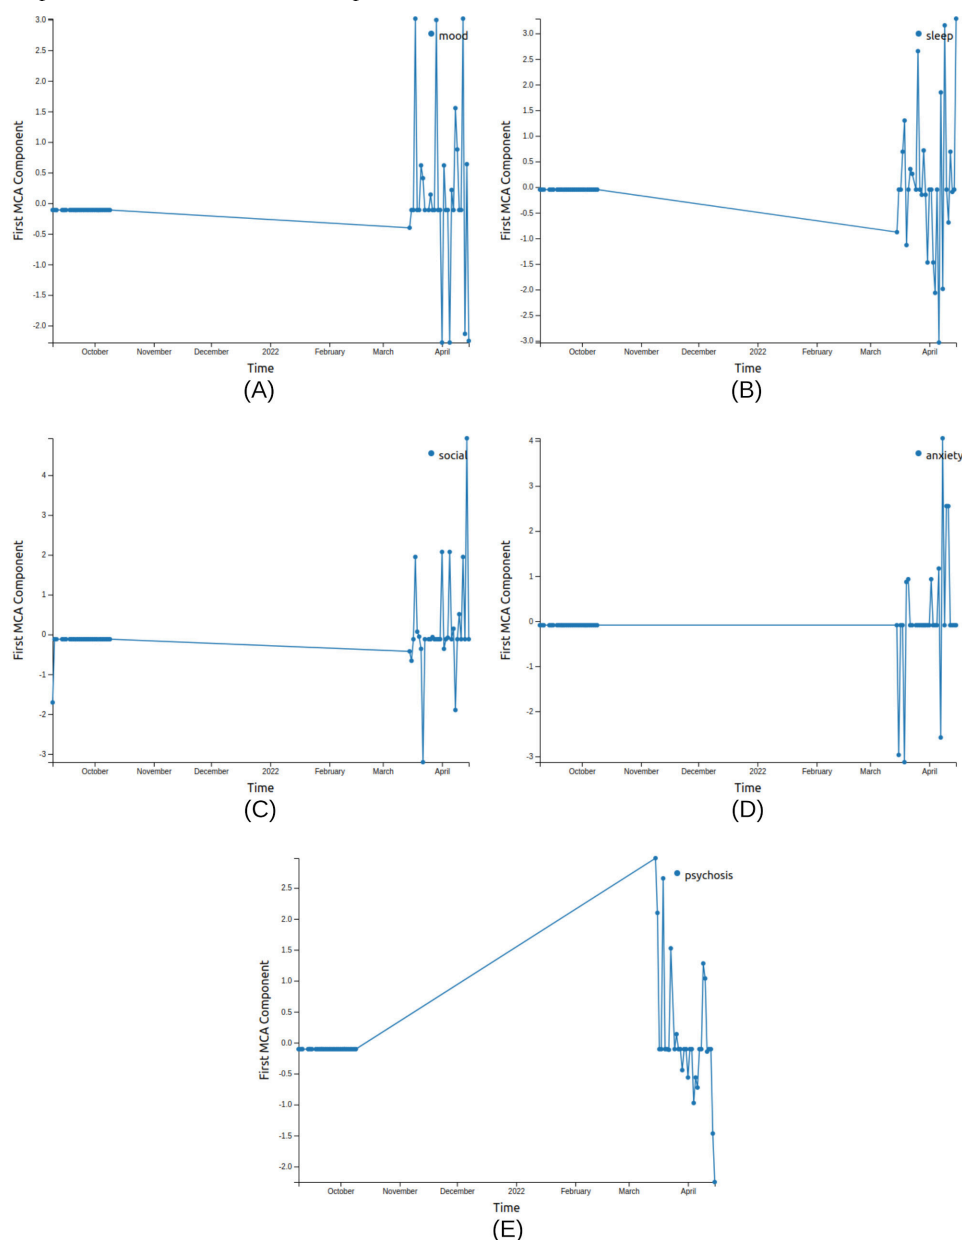 3.0
2.5
2.0
1.5
1.0
0.5
0.0
-0.5
-1.0
-1.5
-2.0
First MCA Component
mood
October November December 2022 February March April
Time
(A)
3.0
2.5
2.0
1.5
1.0
0.5
0.0
-0.5
-1.0
-1.5
-2.0
-2.5
-3.0
First MCA Component
sleep
October November December 2022 February March April
Time
(B)
4
3
2
1
0
-1
-2
-3
First MCA Component
social
October November December 2022 February March April
Time
(C)
4
3
2
1
0
-1
-2
-3
First MCA Component
anxiety
October November December 2022 February March April
Time
(D)
2.5
2.0
1.5
1.0
0.5
0.0
-0.5
-1.0
-1.5
-2.0
First MCA Component
psychosis
October November December 2022 February March April
Time
(E)